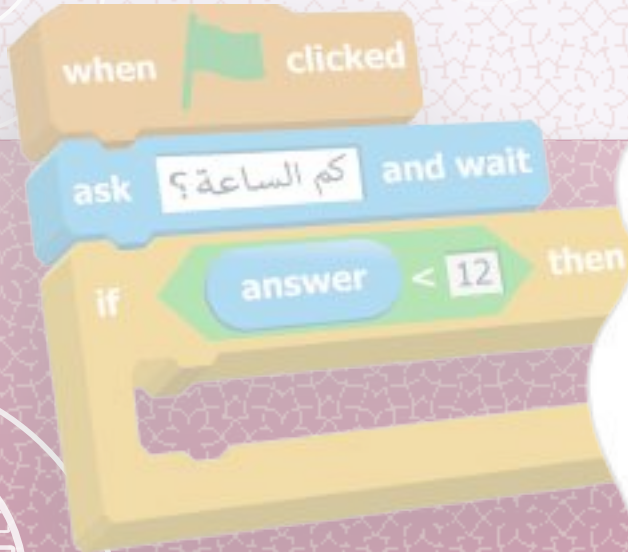 when clicked
ask كم الساعة؟ and wait
if answer < 12 then